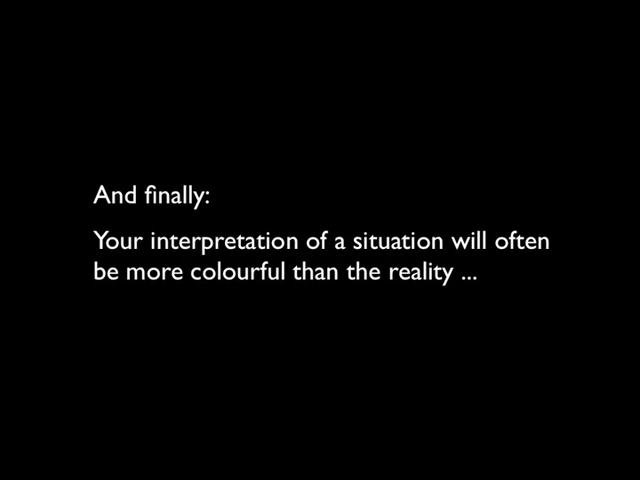 And finally:
Your interpretation of a situation will often
be more colourful than the reality ...